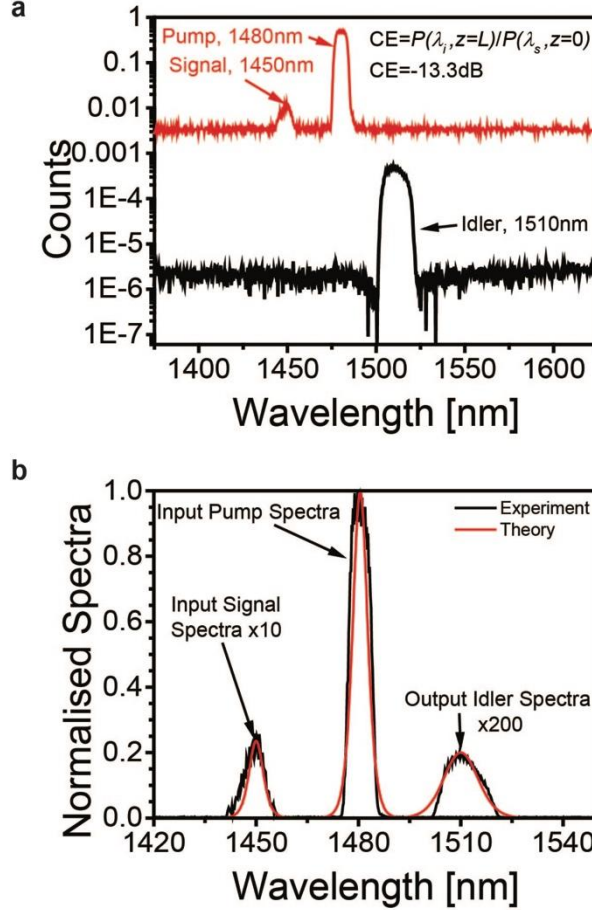 a
Pump, 1480nm
Signal, 1450nm
CE=P(λi,z=L)/P(λs,z=0)
CE=-13.3dB
Idler, 1510nm
Counts
1
0.1
0.01
0.001
1E-4
1E-5
1E-6
1E-7
1400 1450 1500 1550 1600
Wavelength [nm]
b
Input Pump Spectra
Experiment
Theory
Input Signal
Spectra x10
Output Idler Spectra
x200
Normalised Spectra
1.0
0.8
0.6
0.4
0.2
0.0
1420 1450 1480 1510 1540
Wavelength [nm]